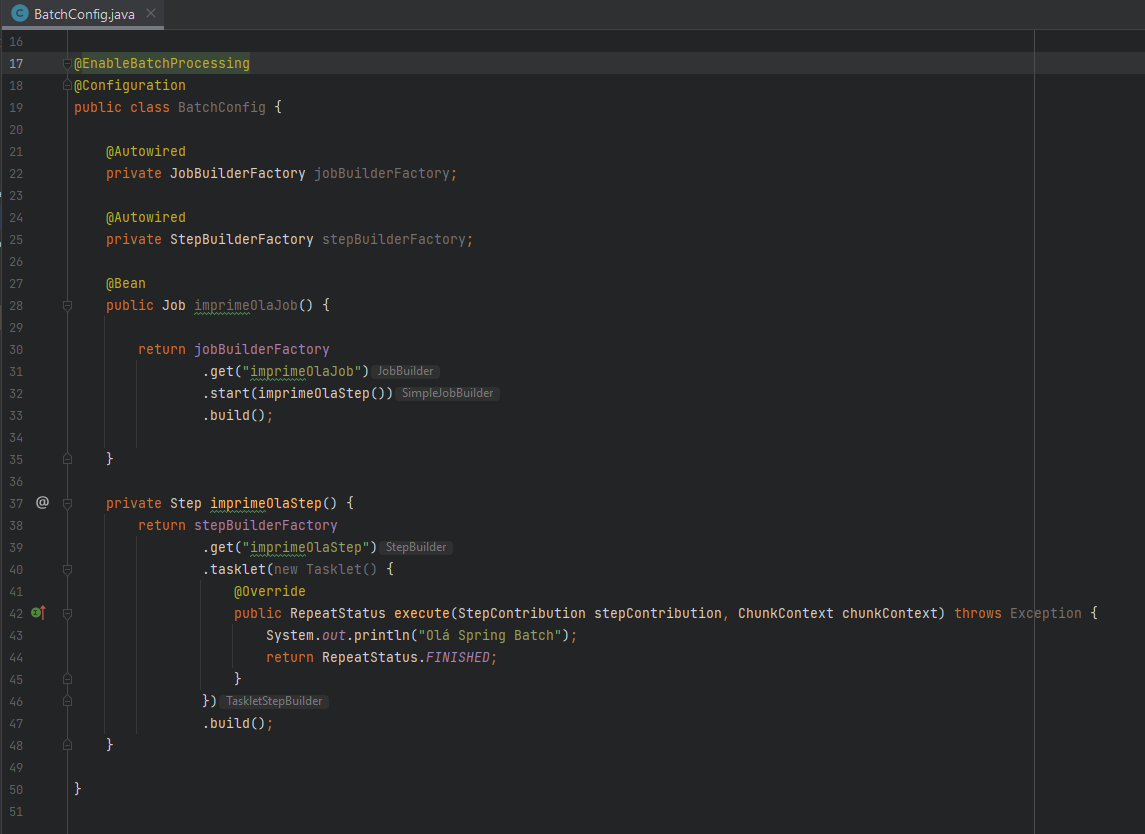 BatchConfig.java
16
17 @EnableBatchProcessing
18 @Configuration
19 public class BatchConfig {
20
21 @Autowired
22 private JobBuilderFactory jobBuilderFactory;
23
24 @Autowired
25 private StepBuilderFactory stepBuilderFactory;
26
27 @Bean
28 public Job imprimeOlaJob() {
29
30 return jobBuilderFactory
31 .get("imprimeOlaJob") JobBuilder
32 .start(imprimeOlaStep()) SimpleJobBuilder
33 .build();
34
35 }
36
37 @ private Step imprimeOlaStep() {
38 return stepBuilderFactory
39 .get("imprimeOlaStep") StepBuilder
40 .tasklet(new Tasklet() {
41 @Override
42 public RepeatStatus execute(StepContribution stepContribution, ChunkContext chunkContext) throws Exception {
43 System.out.println("Olá Spring Batch");
44 return RepeatStatus.FINISHED;
45 }
46 }) TaskletStepBuilder
47 .build();
48 }
49
50 }
51